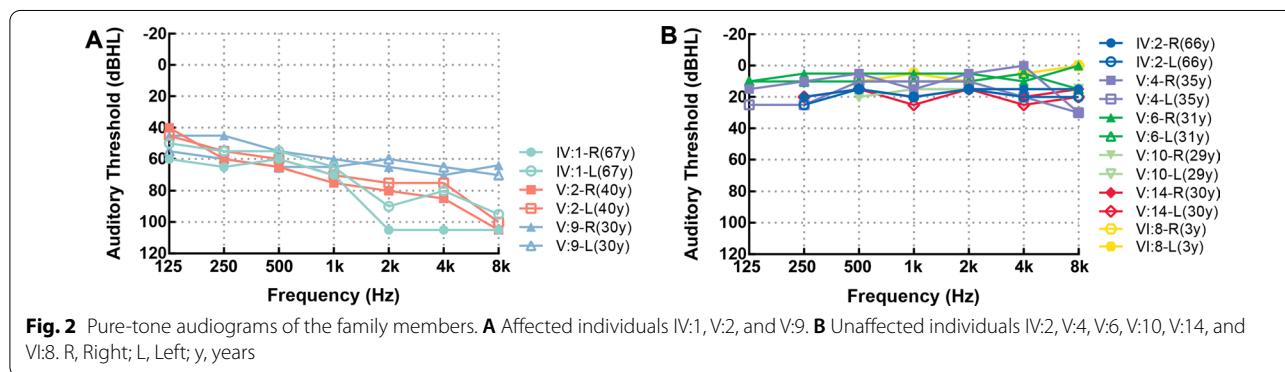 A
B
Auditory Threshold (dBHL)
-20
0
20
40
60
80
100
120
125 250 500 1k 2k 4k 8k
Frequency (Hz)
IV:1-R(67y)
IV:1-L(67y)
V:2-R(40y)
V:2-L(40y)
V:9-R(30y)
V:9-L(30y)
Auditory Threshold (dBHL)
-20
0
20
40
60
80
100
120
125 250 500 1k 2k 4k 8k
Frequency (Hz)
IV:2-R(66y)
IV:2-L(66y)
V:4-R(35y)
V:4-L(35y)
V:6-R(31y)
V:6-L(31y)
V:10-R(29y)
V:10-L(29y)
V:14-R(30y)
V:14-L(30y)
VI:8-R(3y)
VI:8-L(3y)
Fig. 2 Pure-tone audiograms of the family members. A Affected individuals IV:1, V:2, and V:9. B Unaffected individuals IV:2, V:4, V:6, V:10, V:14, and
VI:8. R, Right; L, Left; y, years